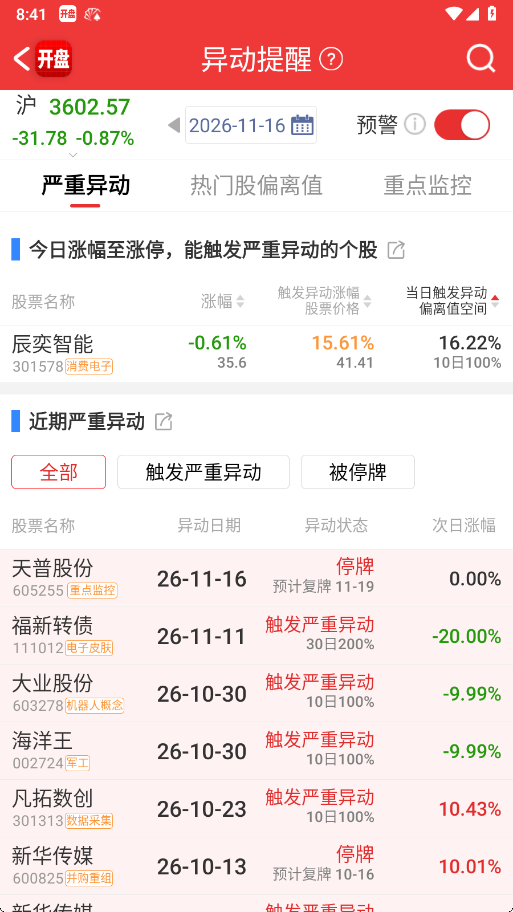 8:41 开盘
开盘 异动提醒 ?
沪 3602.57
-31.78 -0.87%
2026-11-16
预警 i
严重异动 热门股偏离值 重点监控
今日涨幅至涨停，能触发严重异动的个股
股票名称 涨幅 触发异动涨幅 股票价格 当日触发异动 偏离值空间
辰奕智能 -0.61% 15.61% 16.22%
301578 消费电子 35.6 41.41 10日100%
近期严重异动
全部 触发严重异动 被停牌
股票名称 异动日期 异动状态 次日涨幅
天普股份 26-11-16 停牌 0.00%
605255 重点监控 预计复牌 11-19
福新转债 26-11-11 触发严重异动 -20.00%
111012 电子皮肤 30日200%
大业股份 26-10-30 触发严重异动 -9.99%
603278 机器人概念 10日100%
海洋王 26-10-30 触发严重异动 -9.99%
002724 军工 10日100%
凡拓数创 26-10-23 触发严重异动 10.43%
301313 数据采集 10日100%
新华传媒 26-10-13 停牌 10.01%
600825 并购重组 预计复牌 10-16
新华传媒 触发严重异动